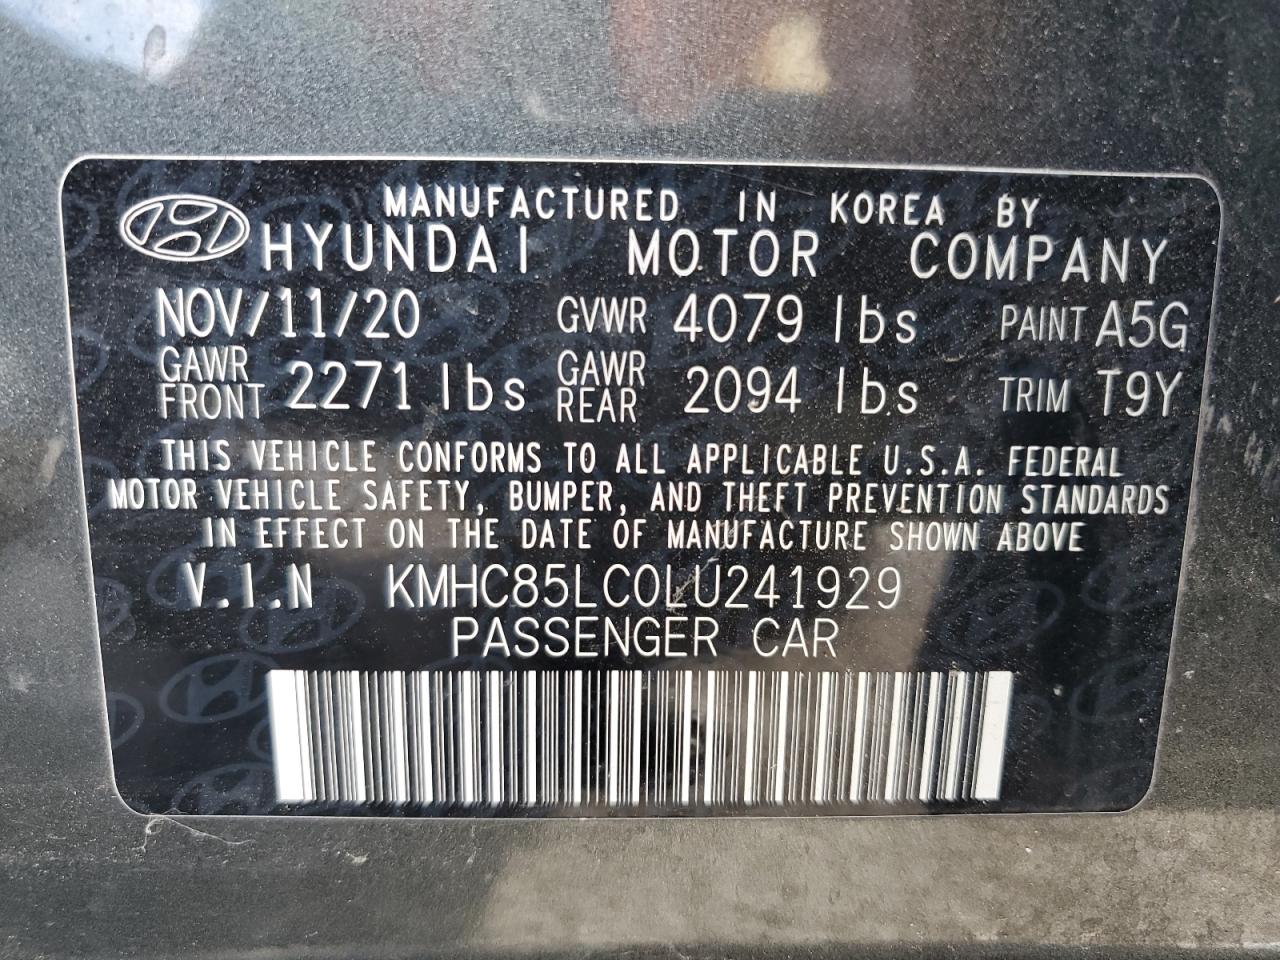 MANUFACTURED IN KOREA BY
HYUNDAI MOTOR COMPANY
NOV/11/20 GVWR 4079 lbs PAINT A5G
GAWR FRONT 2271 lbs GAWR REAR 2094 lbs TRIM T9Y
THIS VEHICLE CONFORMS TO ALL APPLICABLE U.S.A. FEDERAL
MOTOR VEHICLE SAFETY, BUMPER, AND THEFT PREVENTION STANDARDS
IN EFFECT ON THE DATE OF MANUFACTURE SHOWN ABOVE
V.I.N KMHC85LC0LU241929
PASSENGER CAR